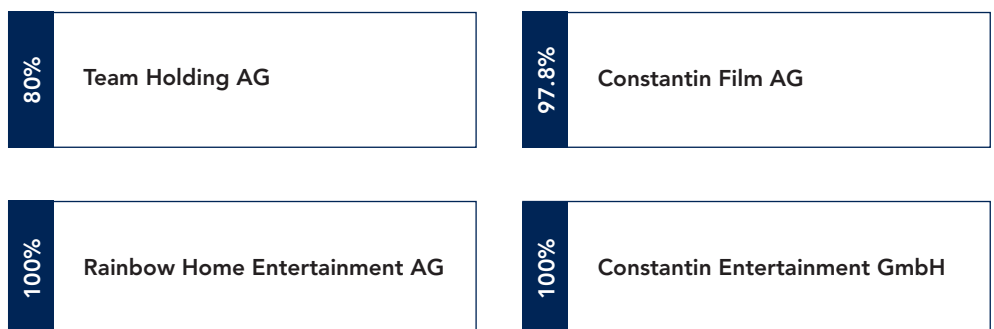 80%
Team Holding AG
97.8%
Constantin Film AG
100%
Rainbow Home Entertainment AG
100%
Constantin Entertainment GmbH